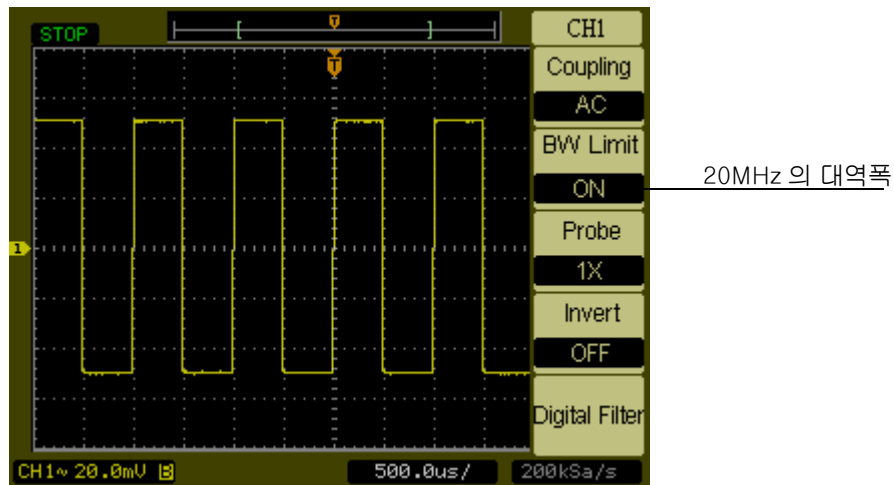 STOP
T
T
CH1
Coupling
AC
BW Limit
ON
20MHz 의 대역폭
Probe
1X
1
Invert
OFF
Digital Filter
CH1~ 20.0mV B
500.0us/
200kSa/s